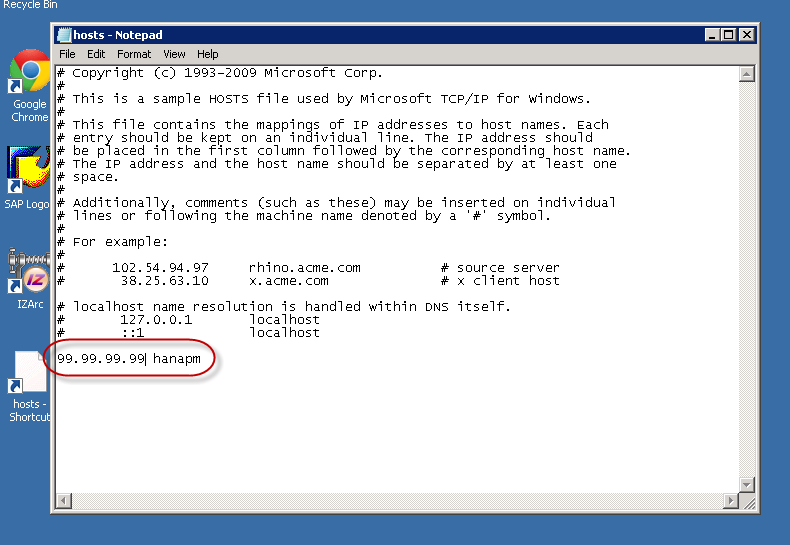 Recycle Bin
hosts - Notepad
File Edit Format View Help
# Copyright (c) 1993-2009 Microsoft Corp.
#
# This is a sample HOSTS file used by Microsoft TCP/IP for Windows.
#
# This file contains the mappings of IP addresses to host names. Each
# entry should be kept on an individual line. The IP address should
# be placed in the first column followed by the corresponding host name.
# The IP address and the host name should be separated by at least one
# space.
#
# Additionally, comments (such as these) may be inserted on individual
# lines or following the machine name denoted by a '#' symbol.
#
# For example:
#
#      102.54.94.97     rhino.acme.com          # source server
#       38.25.63.10     x.acme.com              # x client host

# localhost name resolution is handled within DNS itself.
#       127.0.0.1       localhost
#       ::1             localhost

99.99.99.99 hanapm
Google
Chrome
SAP Logo
IZ
IZArc
hosts -
Shortcut